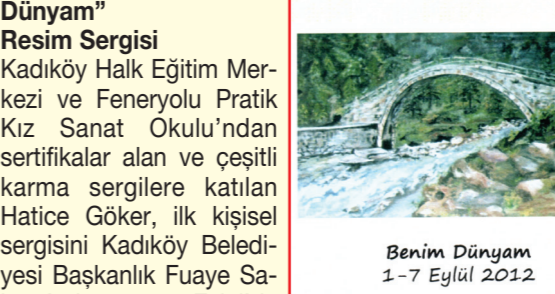 Dünyam”
Resim Sergisi
Kadıköy Halk Eğitim Mer-
kezi ve Feneryolu Pratik
Kız Sanat Okulu’ndan
sertifikalar alan ve çeşitli
karma sergilere katılan
Hatice Göker, ilk kişisel
sergisini Kadıköy Beledi-
yesi Başkanlık Fuaye Sa-
Benim Dünyam
1-7 Eylül 2012